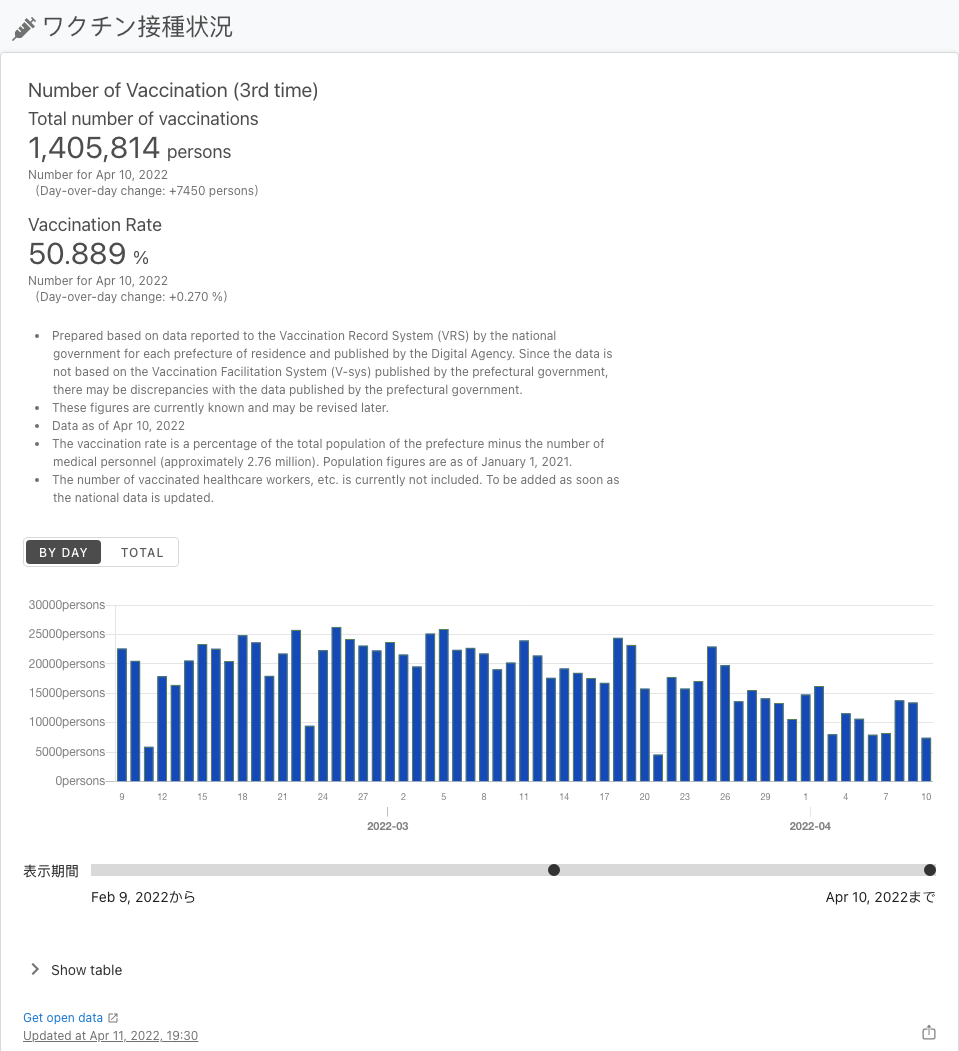 ワクチン接種状況
Number of Vaccination (3rd time)
Total number of vaccinations
1,405,814 persons
Number for Apr 10, 2022
(Day-over-day change: +7450 persons)
Vaccination Rate
50.889 %
Number for Apr 10, 2022
(Day-over-day change: +0.270 %)
• Prepared based on data reported to the Vaccination Record System (VRS) by the national
government for each prefecture of residence and published by the Digital Agency. Since the data is
not based on the Vaccination Facilitation System (V-sys) published by the prefectural government,
there may be discrepancies with the data published by the prefectural government.
• These figures are currently known and may be revised later.
• Data as of Apr 10, 2022
• The vaccination rate is a percentage of the total population of the prefecture minus the number of
medical personnel (approximately 2.76 million). Population figures are as of January 1, 2021.
• The number of vaccinated healthcare workers, etc. is currently not included. To be added as soon as
the national data is updated.
BY DAY TOTAL
30000persons
25000persons
20000persons
15000persons
10000persons
5000persons
0persons
9 12 15 18 21 24 27 2 5 8 11 14 17 20 23 26 29 1 4 7 10
2022-03 2022-04
表示期間
Feb 9, 2022から Apr 10, 2022まで
Show table
Get open data
Updated at Apr 11, 2022, 19:30